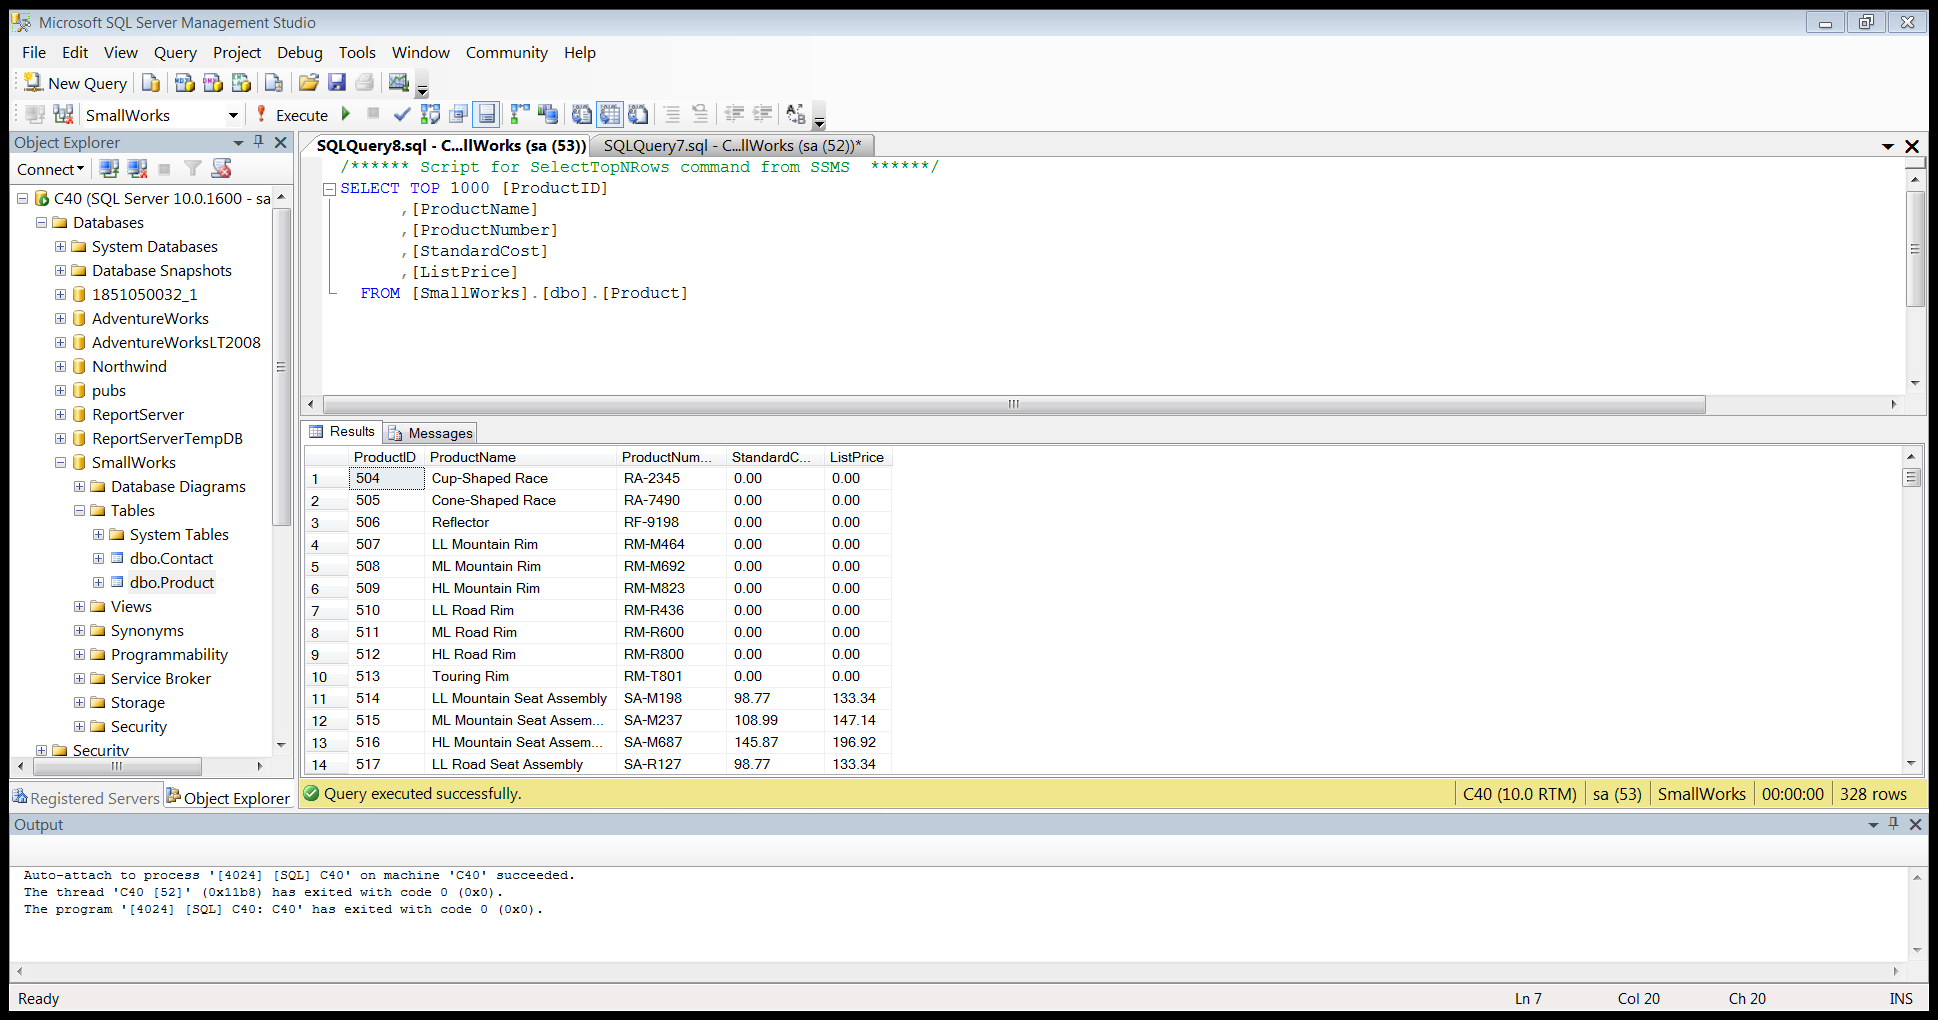 Microsoft SQL Server Management Studio
File Edit View Query Project Debug Tools Window Community Help
New Query
SmallWorks Execute
Object Explorer
Connect
C40 (SQL Server 10.0.1600 - sa
Databases
System Databases
Database Snapshots
1851050032_1
AdventureWorks
AdventureWorksLT2008
Northwind
pubs
ReportServer
ReportServerTempDB
SmallWorks
Database Diagrams
Tables
System Tables
dbo.Contact
dbo.Product
Views
Synonyms
Programmability
Service Broker
Storage
Security
Security
Registered Servers Object Explorer
SQLQuery8.sql - C...llWorks (sa (53)) SQLQuery7.sql - C...llWorks (sa (52))*
/****** Script for SelectTopNRows command from SSMS  ******/
SELECT TOP 1000 [ProductID]
,[ProductName]
,[ProductNumber]
,[StandardCost]
,[ListPrice]
FROM [SmallWorks].[dbo].[Product]
Results Messages
ProductID ProductName ProductNum... StandardC... ListPrice
1 504 Cup-Shaped Race RA-2345 0.00 0.00
2 505 Cone-Shaped Race RA-7490 0.00 0.00
3 506 Reflector RF-9198 0.00 0.00
4 507 LL Mountain Rim RM-M464 0.00 0.00
5 508 ML Mountain Rim RM-M692 0.00 0.00
6 509 HL Mountain Rim RM-M823 0.00 0.00
7 510 LL Road Rim RM-R436 0.00 0.00
8 511 ML Road Rim RM-R600 0.00 0.00
9 512 HL Road Rim RM-R800 0.00 0.00
10 513 Touring Rim RM-T801 0.00 0.00
11 514 LL Mountain Seat Assembly SA-M198 98.77 133.34
12 515 ML Mountain Seat Assem... SA-M237 108.99 147.14
13 516 HL Mountain Seat Assem... SA-M687 145.87 196.92
14 517 LL Road Seat Assembly SA-R127 98.77 133.34
Query executed successfully. C40 (10.0 RTM) sa (53) SmallWorks 00:00:00 328 rows
Output
Auto-attach to process '[4024] [SQL] C40' on machine 'C40' succeeded.
The thread 'C40 [52]' (0x11b8) has exited with code 0 (0x0).
The program '[4024] [SQL] C40: C40' has exited with code 0 (0x0).
Ready Ln 7 Col 20 Ch 20 INS